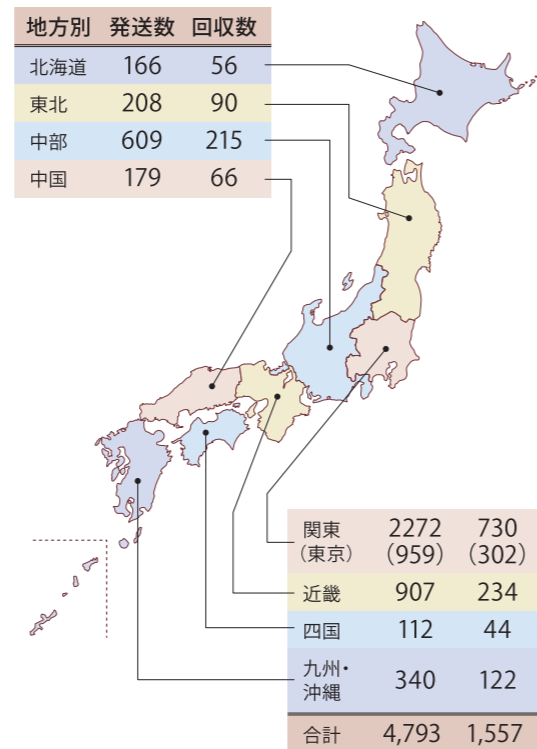 地方別 発送数 回収数
北海道 166 56
東北 208 90
中部 609 215
中国 179 66
関東 2272 730
（東京） (959) (302)
近畿 907 234
四国 112 44
九州・
沖縄 340 122
合計 4,793 1,557